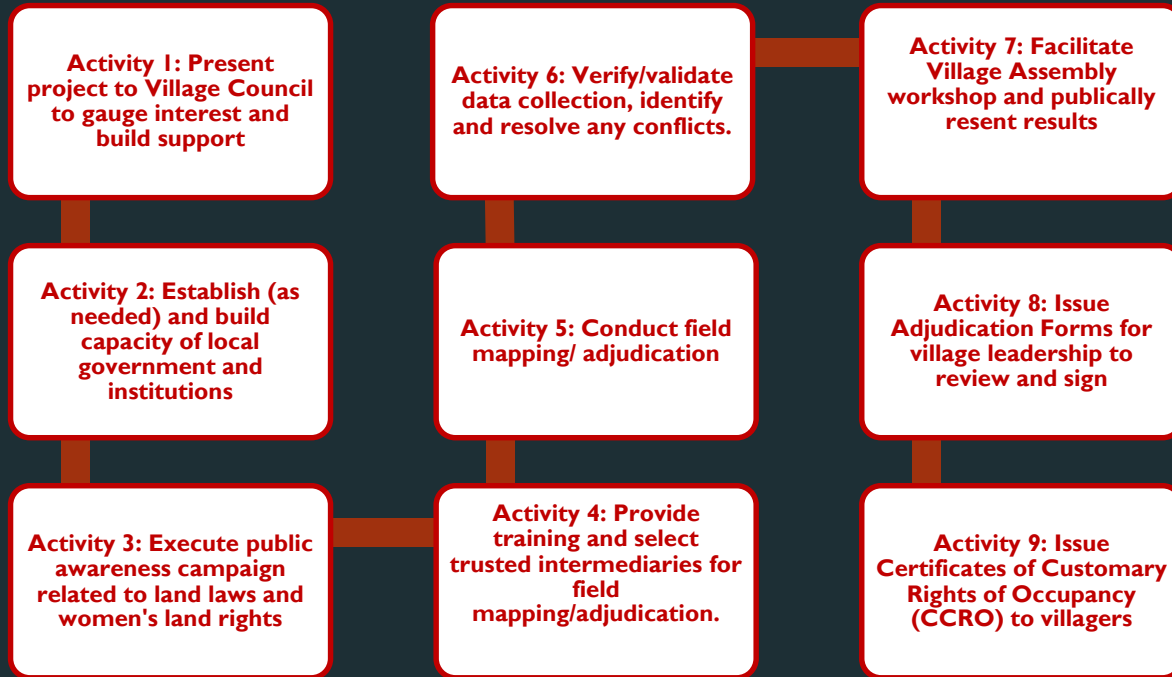 Activity 1: Present
project to Village Council
to gauge interest and
build support
Activity 2: Establish (as
needed) and build
capacity of local
government and
institutions
Activity 3: Execute public
awareness campaign
related to land laws and
women's land rights
Activity 4: Provide
training and select
trusted intermediaries for
field
mapping/adjudication.
Activity 5: Conduct field
mapping/ adjudication
Activity 6: Verify/validate
data collection, identify
and resolve any conflicts.
Activity 7: Facilitate
Village Assembly
workshop and publically
resent results
Activity 8: Issue
Adjudication Forms for
village leadership to
review and sign
Activity 9: Issue
Certificates of Customary
Rights of Occupancy
(CCRO) to villagers